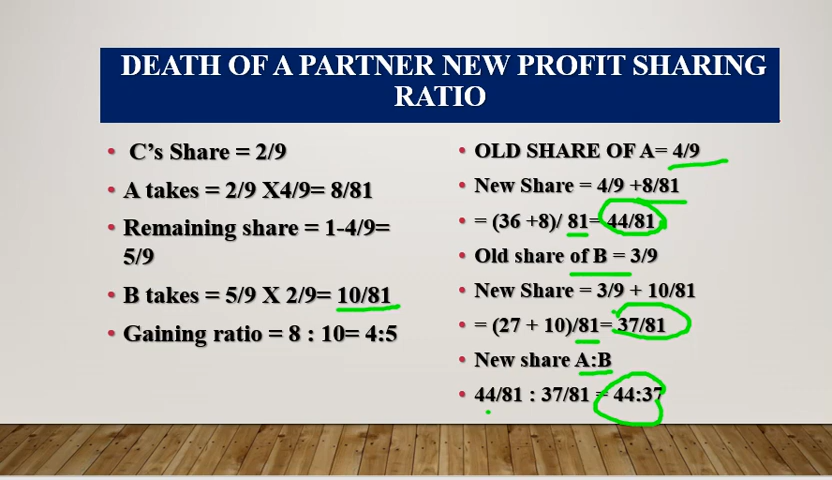 DEATH OF A PARTNER NEW PROFIT SHARING
RATIO
• C’s Share = 2/9
• A takes = 2/9 X4/9= 8/81
• Remaining share = 1-4/9=
5/9
• B takes = 5/9 X 2/9= 10/81
• Gaining ratio = 8 : 10= 4:5
• OLD SHARE OF A= 4/9
• New Share = 4/9 +8/81
• = (36 +8)/ 81= 44/81
• Old share of B = 3/9
• New Share = 3/9 + 10/81
• = (27 + 10)/81= 37/81
• New share A:B
• 44/81 : 37/81 = 44:37